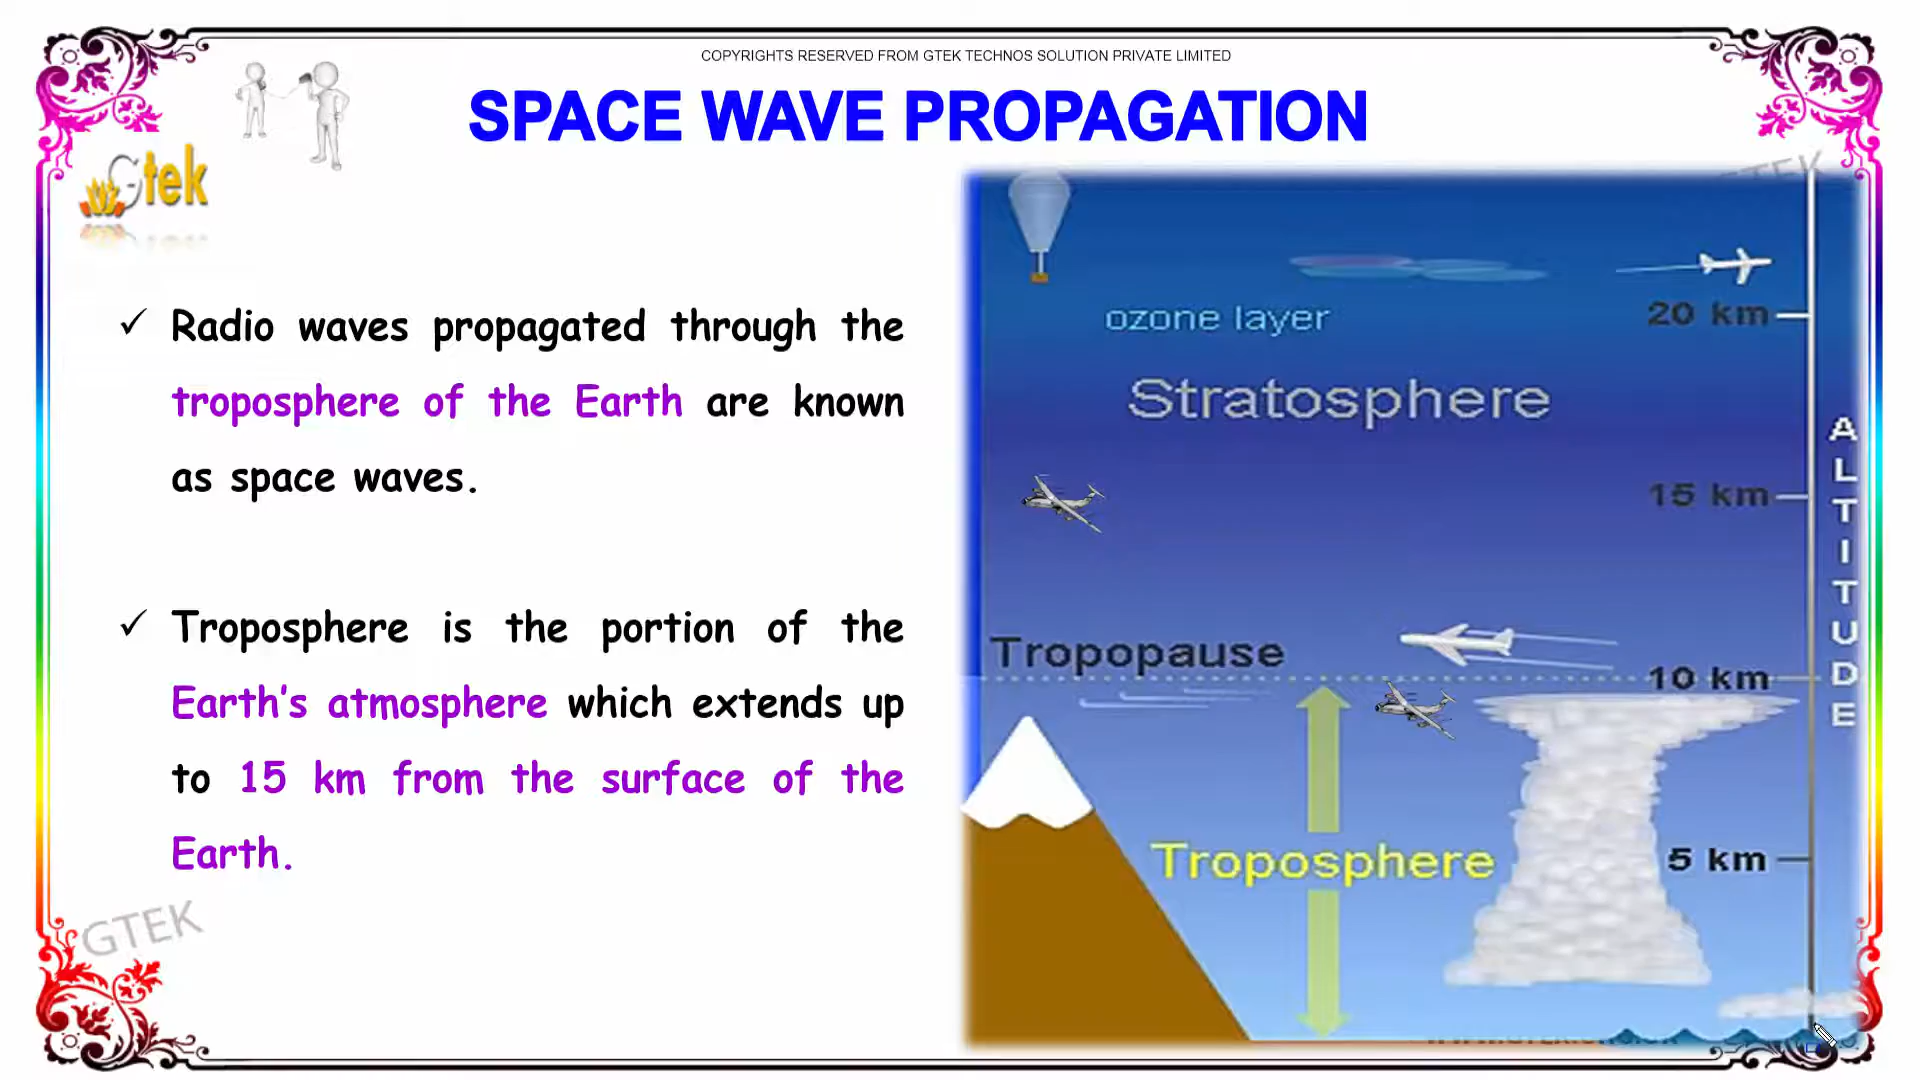 COPYRIGHTS RESERVED FROM GTEK TECHNOS SOLUTION PRIVATE LIMITED
SPACE WAVE PROPAGATION
Gtek
✓ Radio waves propagated through the
troposphere of the Earth are known
as space waves.
✓ Troposphere is the portion of the
Earth's atmosphere which extends up
to 15 km from the surface of the
Earth.
GTEK
ozone layer
20 km
Stratosphere
15 km
ALTITUDE
Tropopause
10 km
Troposphere
5 km